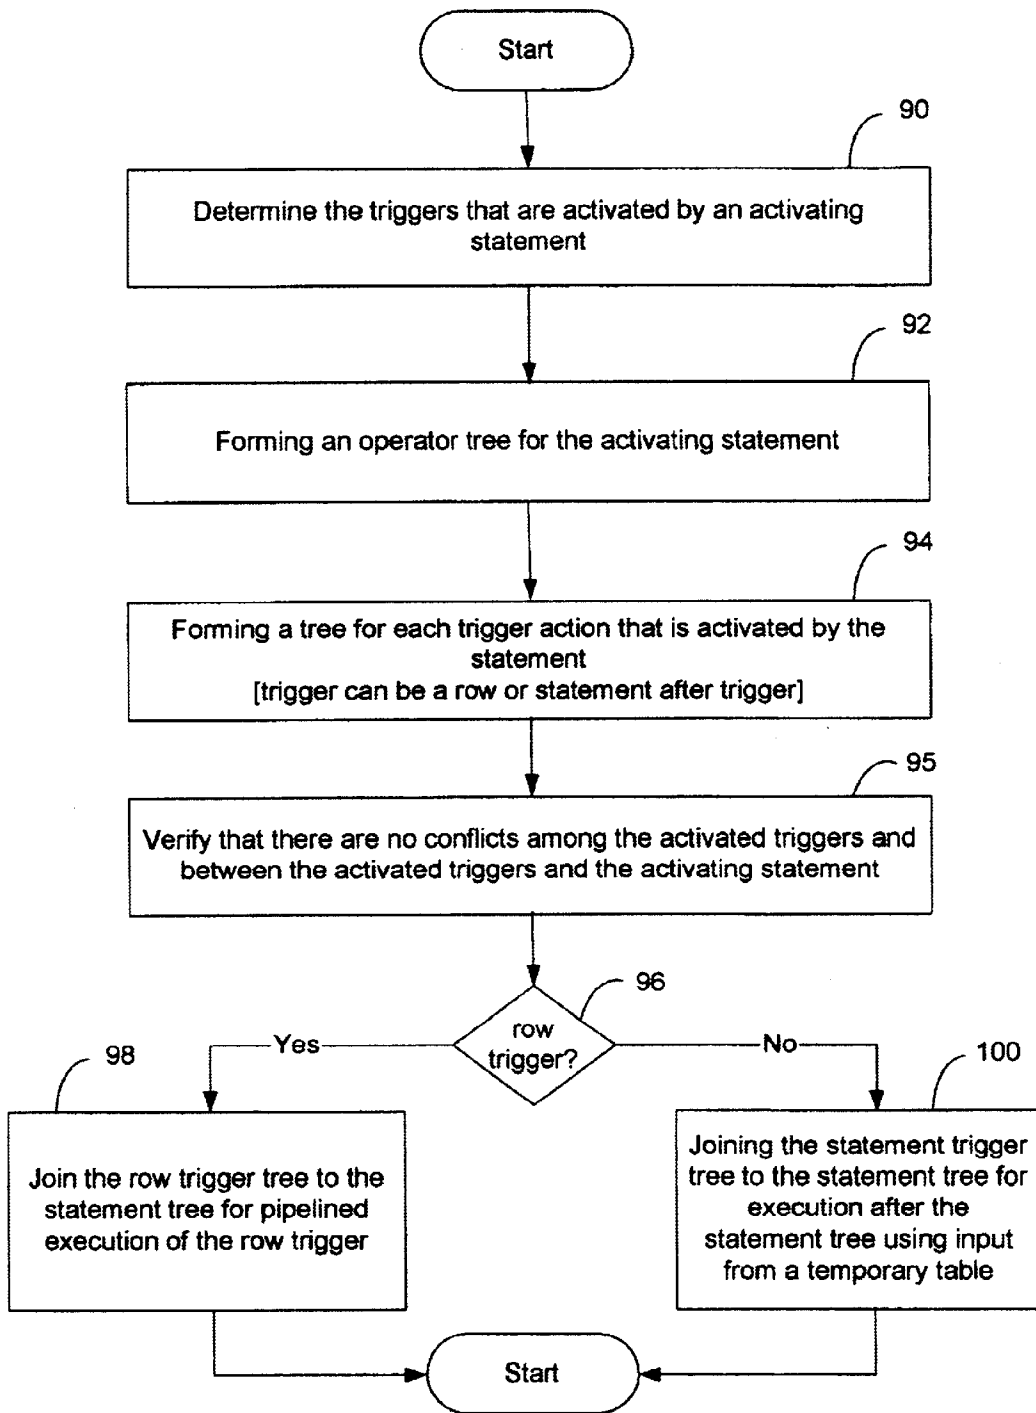 Start
90
Determine the triggers that are activated by an activating
statement
92
Forming an operator tree for the activating statement
94
Forming a tree for each trigger action that is activated by the
statement
[trigger can be a row or statement after trigger]
95
Verify that there are no conflicts among the activated triggers and
between the activated triggers and the activating statement
96
row
trigger?
Yes
No
98
Join the row trigger tree to the
statement tree for pipelined
execution of the row trigger
100
Joining the statement trigger
tree to the statement tree for
execution after the
statement tree using input
from a temporary table
Start